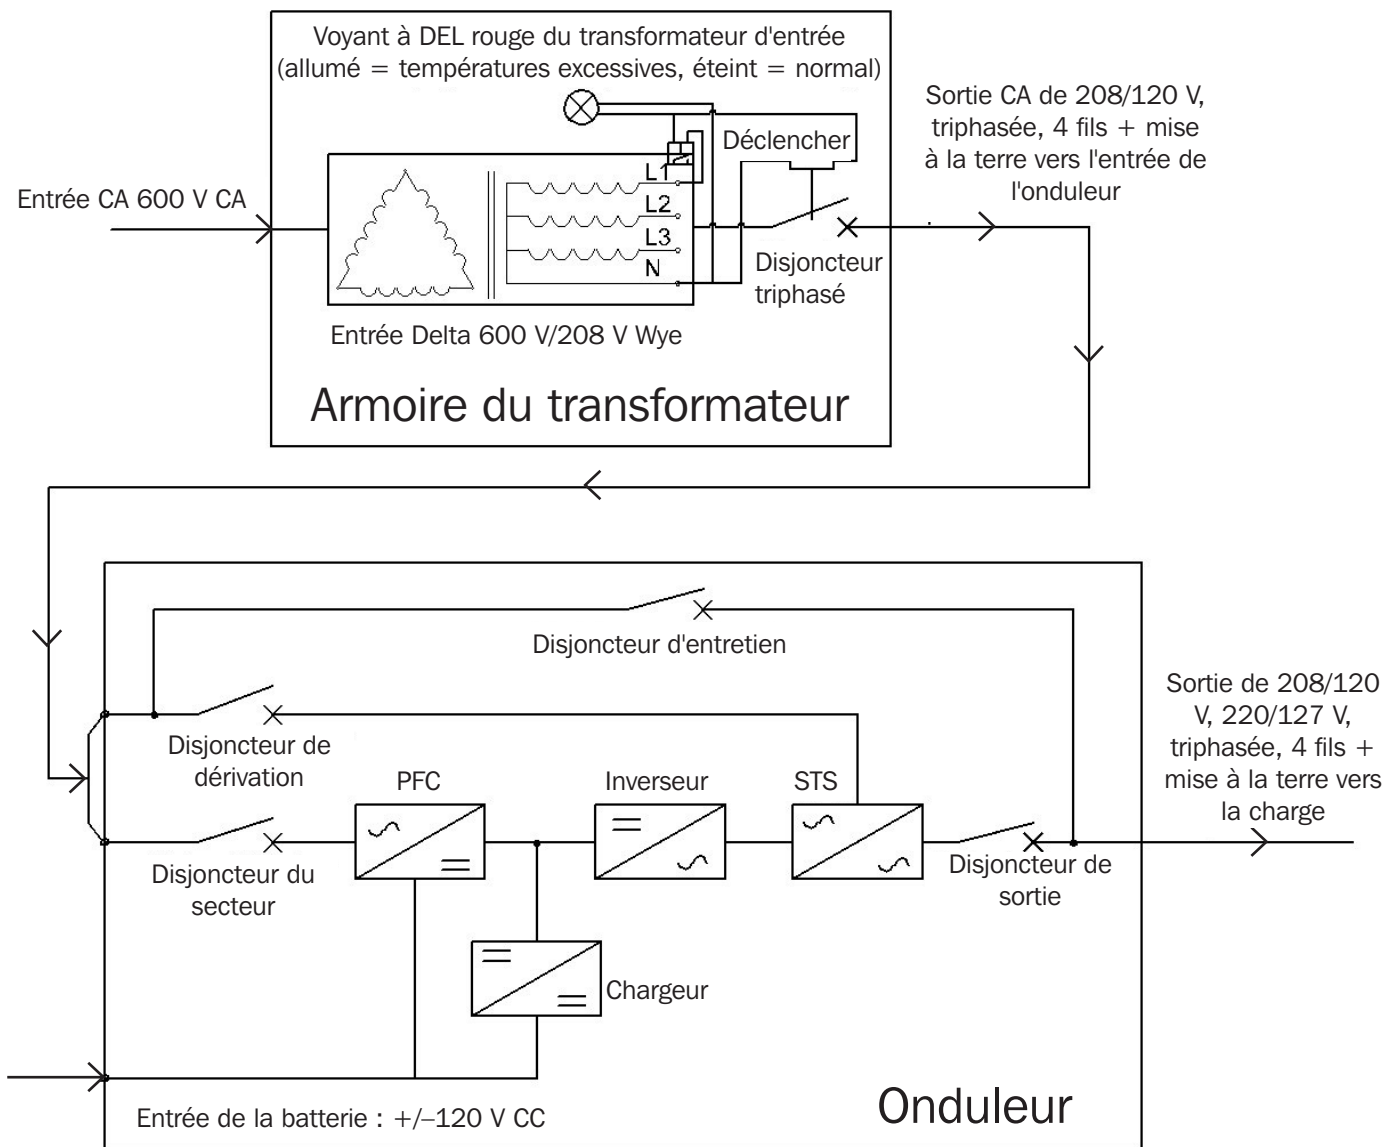 Voyant à DEL rouge du transformateur d'entrée
(allumé = températures excessives, éteint = normal)
Sortie CA de 208/120 V,
triphasée, 4 fils + mise
à la terre vers l'entrée de
l'onduleur
Déclencher
Entrée CA 600 V CA
L1
L2
L3
N
Disjoncteur
triphasé
Entrée Delta 600 V/208 V Wye
Armoire du transformateur
Disjoncteur d'entretien
Sortie de 208/120
V, 220/127 V,
triphasée, 4 fils +
mise à la terre vers
la charge
Disjoncteur de
dérivation
PFC
Inverseur
STS
Disjoncteur du
secteur
Disjoncteur de
sortie
Chargeur
Entrée de la batterie : +/–120 V CC
Onduleur